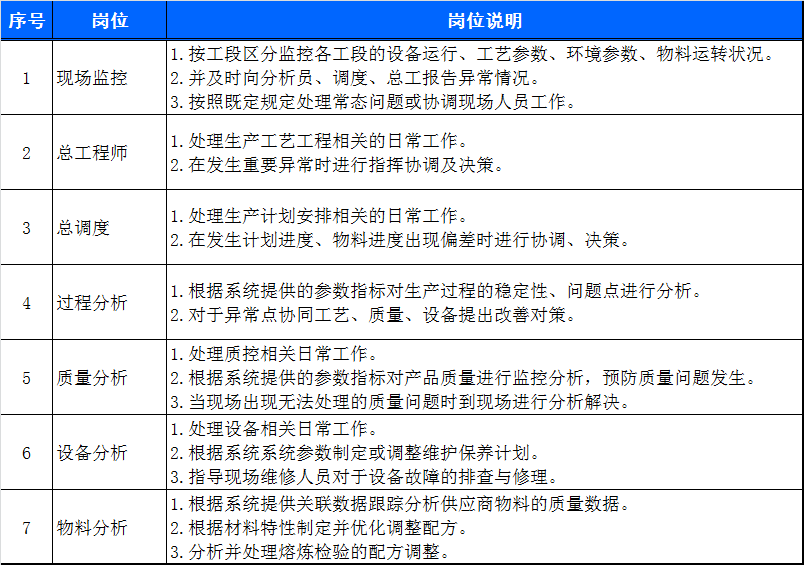 序号 岗位 岗位说明
1 现场监控
1.按工段区分监控各工段的设备运行、工艺参数、环境参数、物料运转状况。
2.并及时向分析员、调度、总工报告异常情况。
3.按照既定规定处理常态问题或协调现场人员工作。
2 总工程师
1.处理生产工艺工程相关的日常工作。
2.在发生重要异常时进行指挥协调及决策。
3 总调度
1.处理生产计划安排相关的日常工作。
2.在发生计划进度、物料进度出现偏差时进行协调、决策。
4 过程分析
1.根据系统提供的参数指标对生产过程的稳定性、问题点进行分析。
2.对于异常点协同工艺、质量、设备提出改善对策。
5 质量分析
1.处理质控相关日常工作。
2.根据系统提供的参数指标对产品质量进行监控分析，预防质量问题发生。
3.当现场出现无法处理的质量问题时到现场进行分析解决。
6 设备分析
1.处理设备相关日常工作。
2.根据系统系统参数制定或调整维护保养计划。
3.指导现场维修人员对于设备故障的排查与修理。
7 物料分析
1.根据系统提供关联数据跟踪分析供应商物料的质量数据。
2.根据材料特性制定并优化调整配方。
3.分析并处理熔炼检验的配方调整。